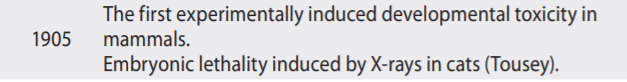 The first experimentally induced developmental toxicity in
1905 mammals.
Embryonic lethality induced by X-rays in cats (Tousey).